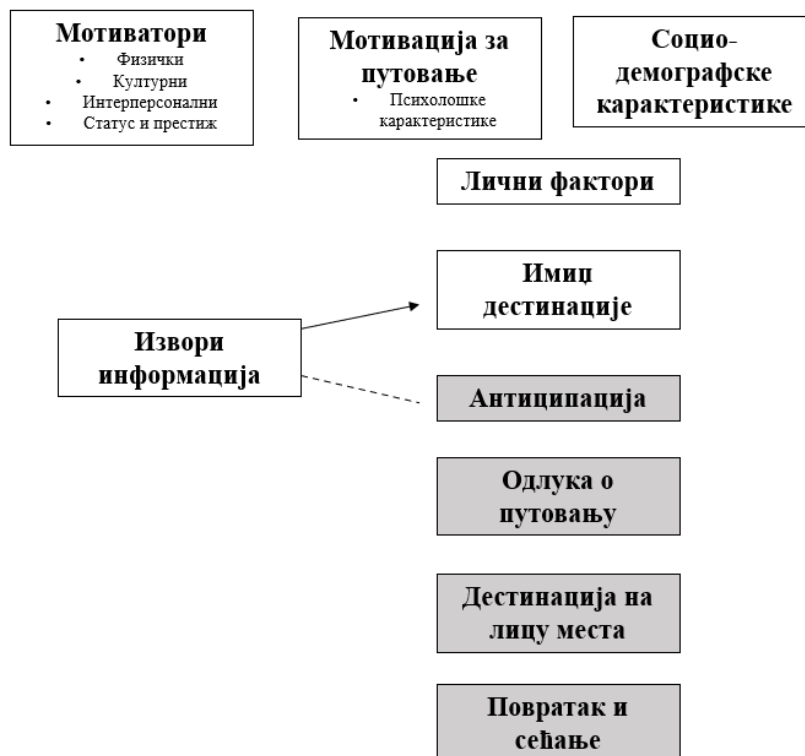 Мотиватори
• Физички
• Културни
• Интерперсонални
• Статус и престиж
Мотивација за
путовање
• Психолошке
карактеристике
Социо-
демографске
карактеристике
Лични фактори
Имиџ
дестинације
Извори
информација
Антиципација
Одлука о
путовању
Дестинација на
лицу места
Повратак и
сећање